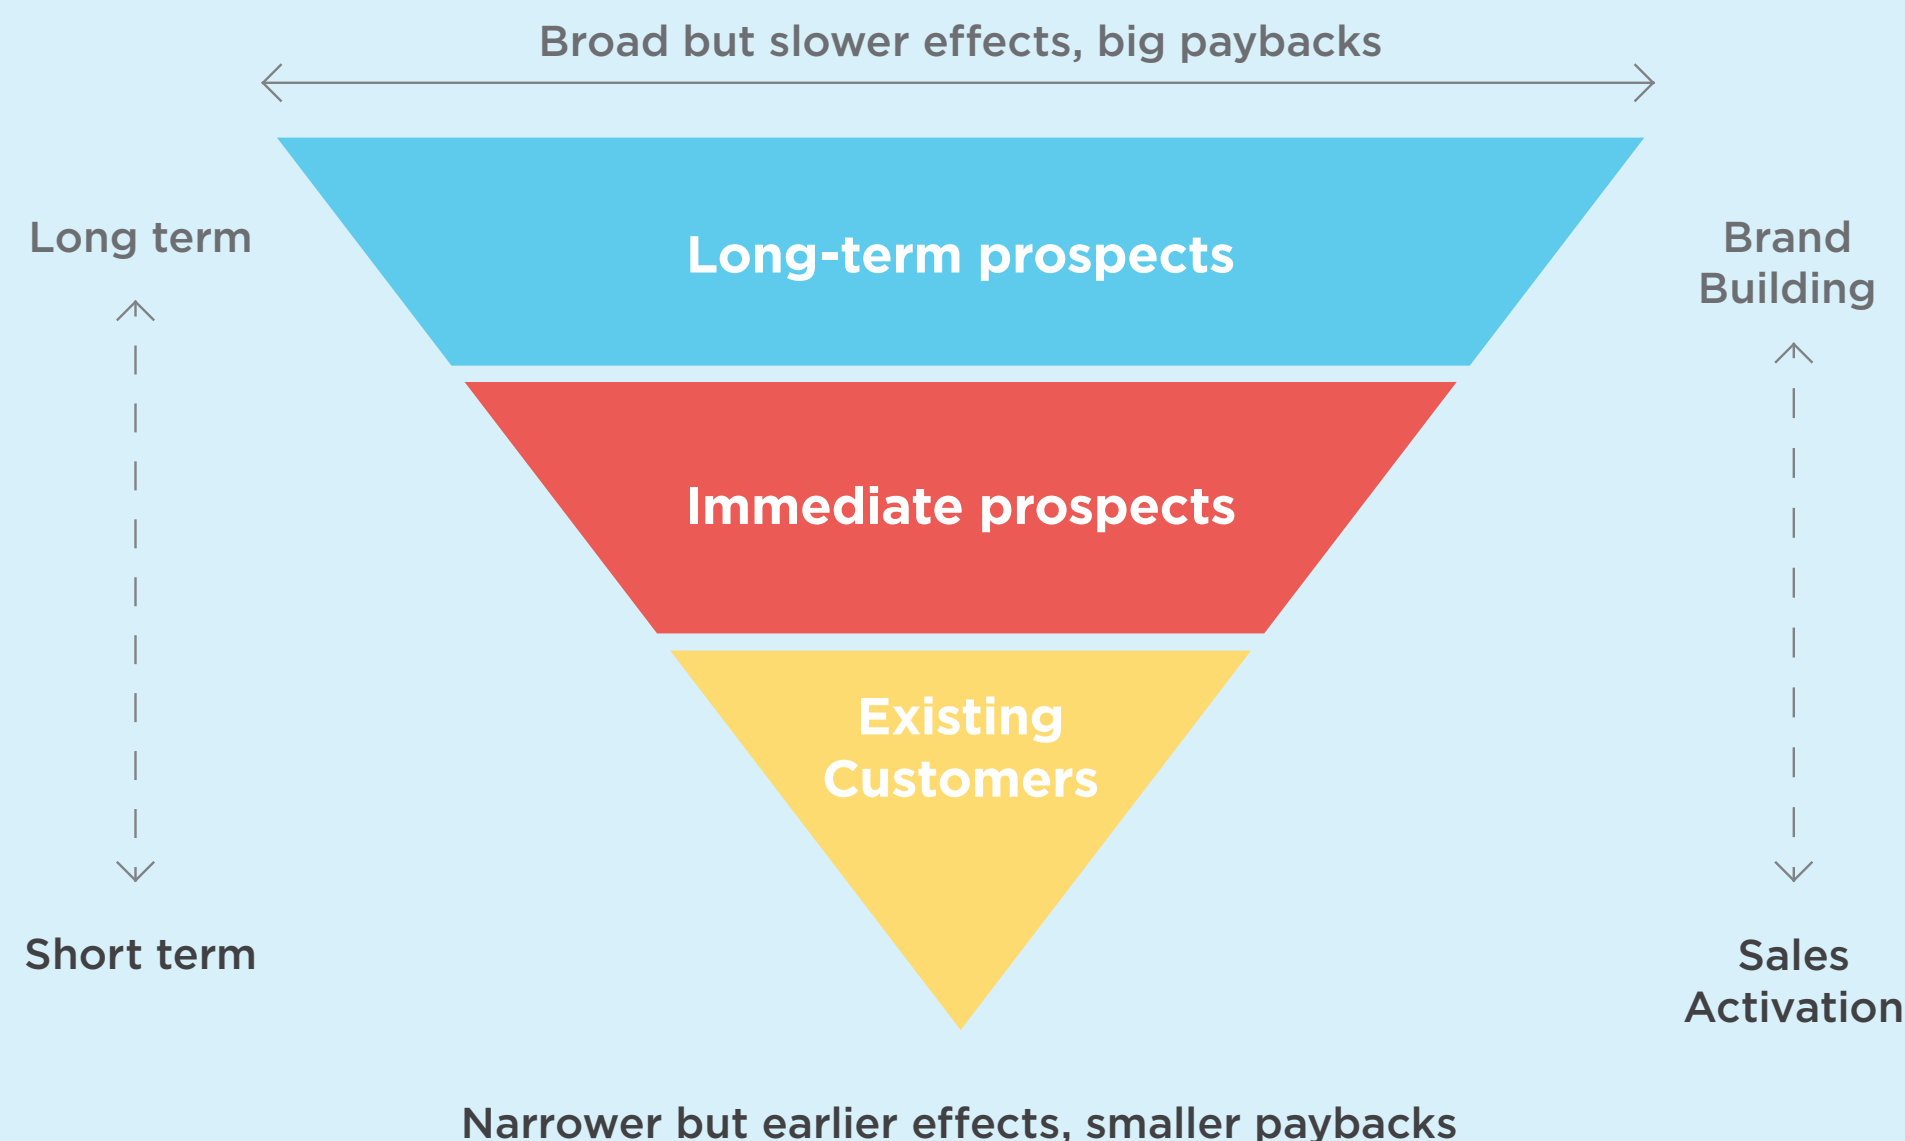 Broad but slower effects, big paybacks
Long term
Long-term prospects
Brand
Building
Immediate prospects
Existing
Customers
Short term
Sales
Activation
Narrower but earlier effects, smaller paybacks